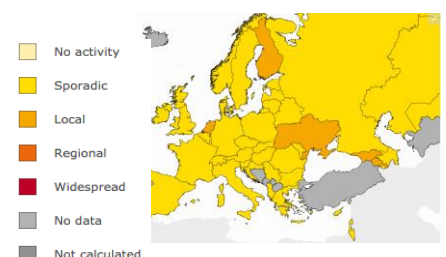 No activity
Sporadic
Local
Regional
Widespread
No data
Not calculated